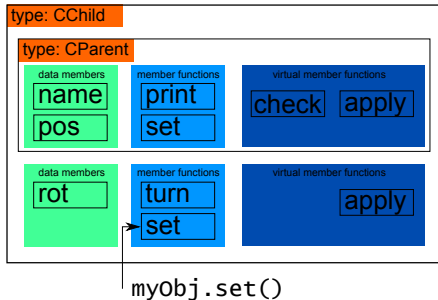 type: CChild
type: CParent
data members
name
pos
member functions
print
set
virtual member functions
check apply
data members
rot
member functions
turn
set
virtual member functions
apply
myObj.set()